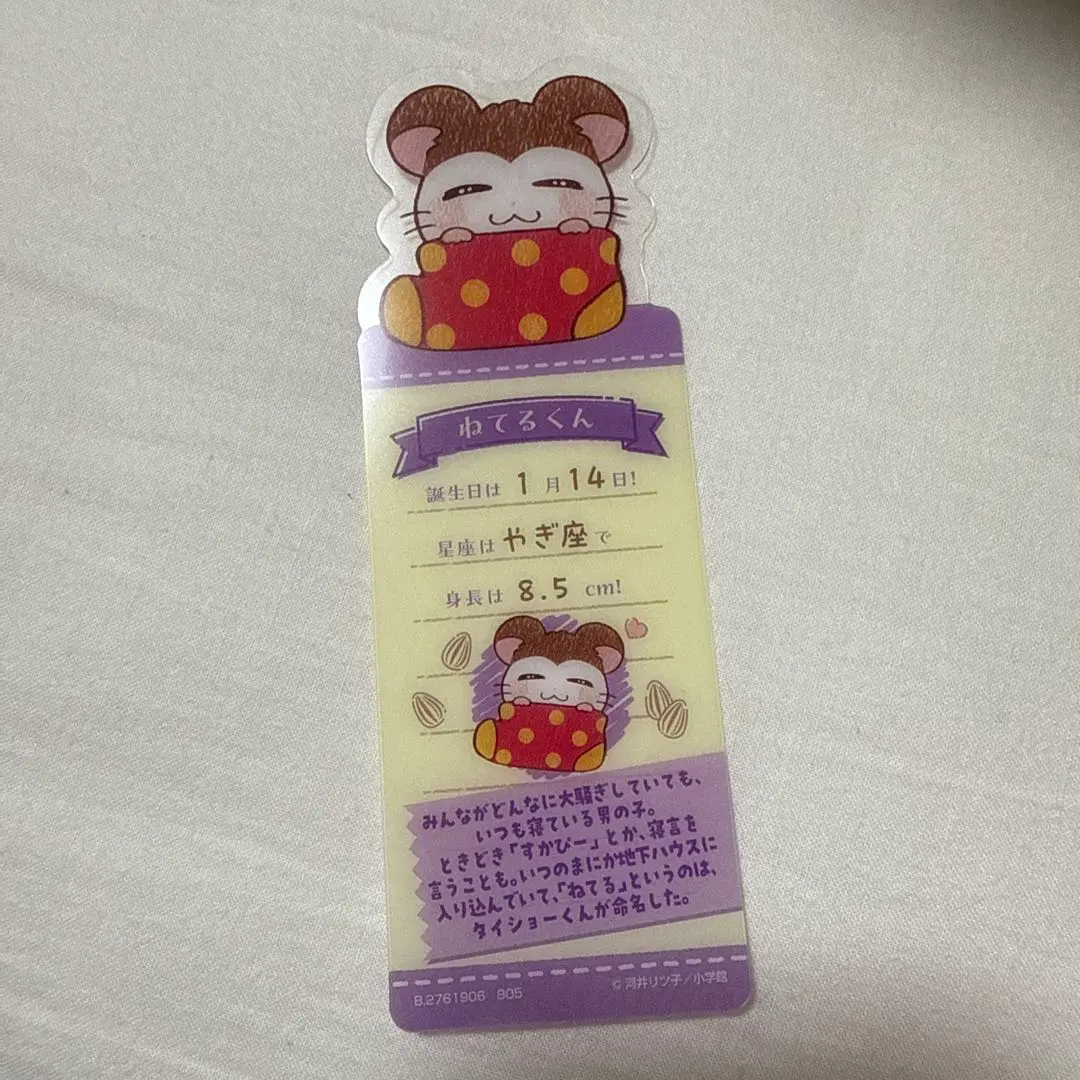 ねてるくん
誕生日は 1 月 14 日!
星座は やぎ座 で
身長は 8.5 cm!
みんながどんなに大騒ぎしていても、
いつも寝ている男の子。
ときどき「すかぴー」とか、寝言を
言うことも。いつのまにか地下ハウスに
入り込んでいて、「ねてる」というのは、
タイショーくんが命名した。
B.2761906 905
©河井リツ子/小学館